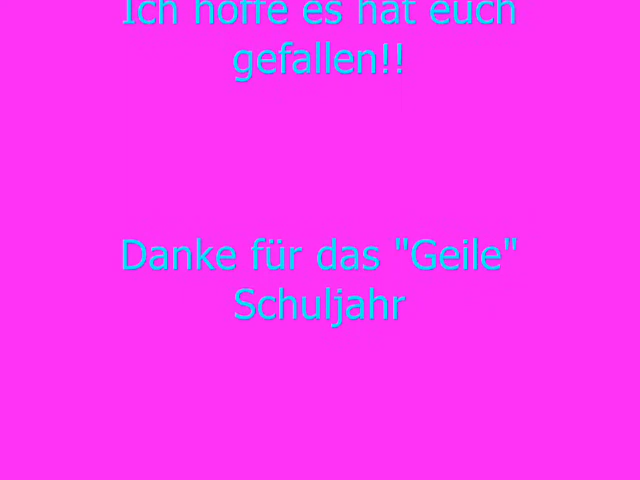 Ich hoffe es hat euch
gefallen!!
Danke für das "Geile"
Schuljahr